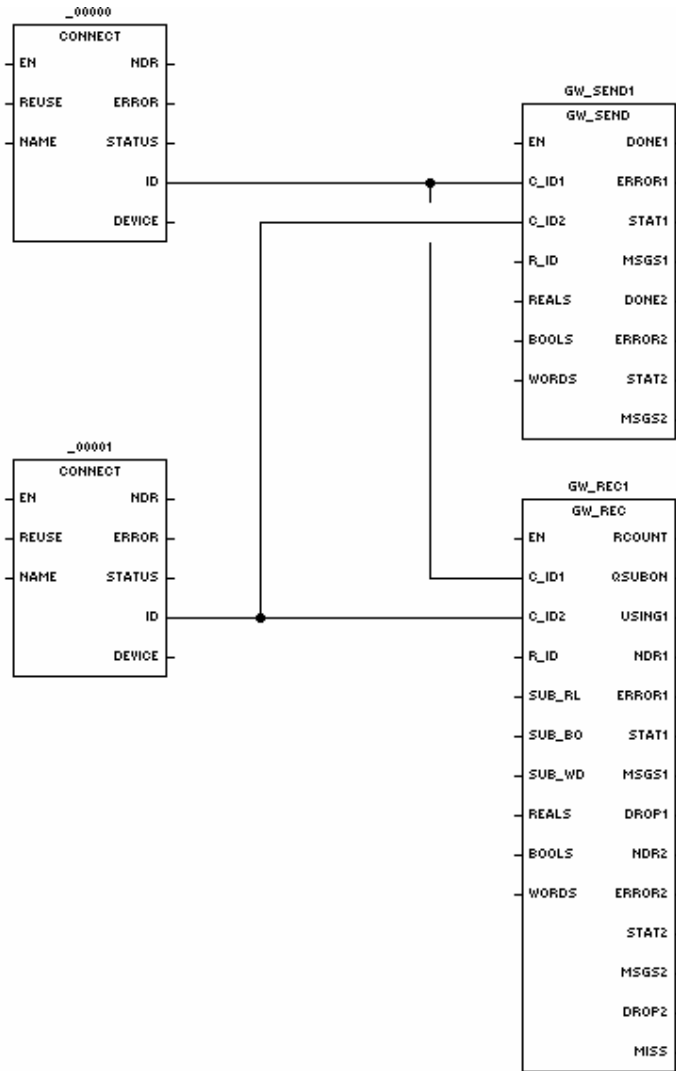 _00000
CONNECT
EN NDR
REUSE ERROR
NAME STATUS
ID
DEVICE
GW_SEND1
GW_SEND
EN DONE1
C_ID1 ERROR1
C_ID2 STAT1
R_ID MSGS1
REALS DONE2
BOOLS ERROR2
WORDS STAT2
MSGS2
_00001
CONNECT
EN NDR
REUSE ERROR
NAME STATUS
ID
DEVICE
GW_REC1
GW_REC
EN RCOUNT
C_ID1 QSUBON
C_ID2 USING1
R_ID NDR1
SUB_RL ERROR1
SUB_BO STAT1
SUB_WD MSGS1
REALS DROP1
BOOLS NDR2
WORDS ERROR2
STAT2
MSGS2
DROP2
MISS